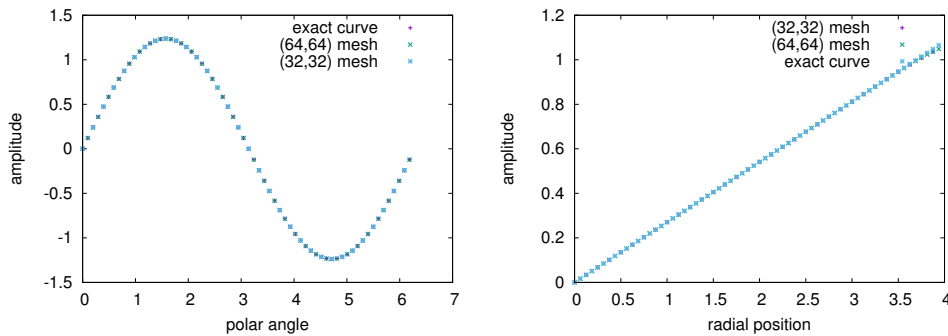 1.5
1
0.5
0
-0.5
-1
-1.5
amplitude
exact curve
(64,64) mesh
(32,32) mesh
0 1 2 3 4 5 6 7
polar angle
1.2
1
0.8
0.6
0.4
0.2
0
amplitude
(32,32) mesh
(64,64) mesh
exact curve
0 0.5 1 1.5 2 2.5 3 3.5 4
radial position